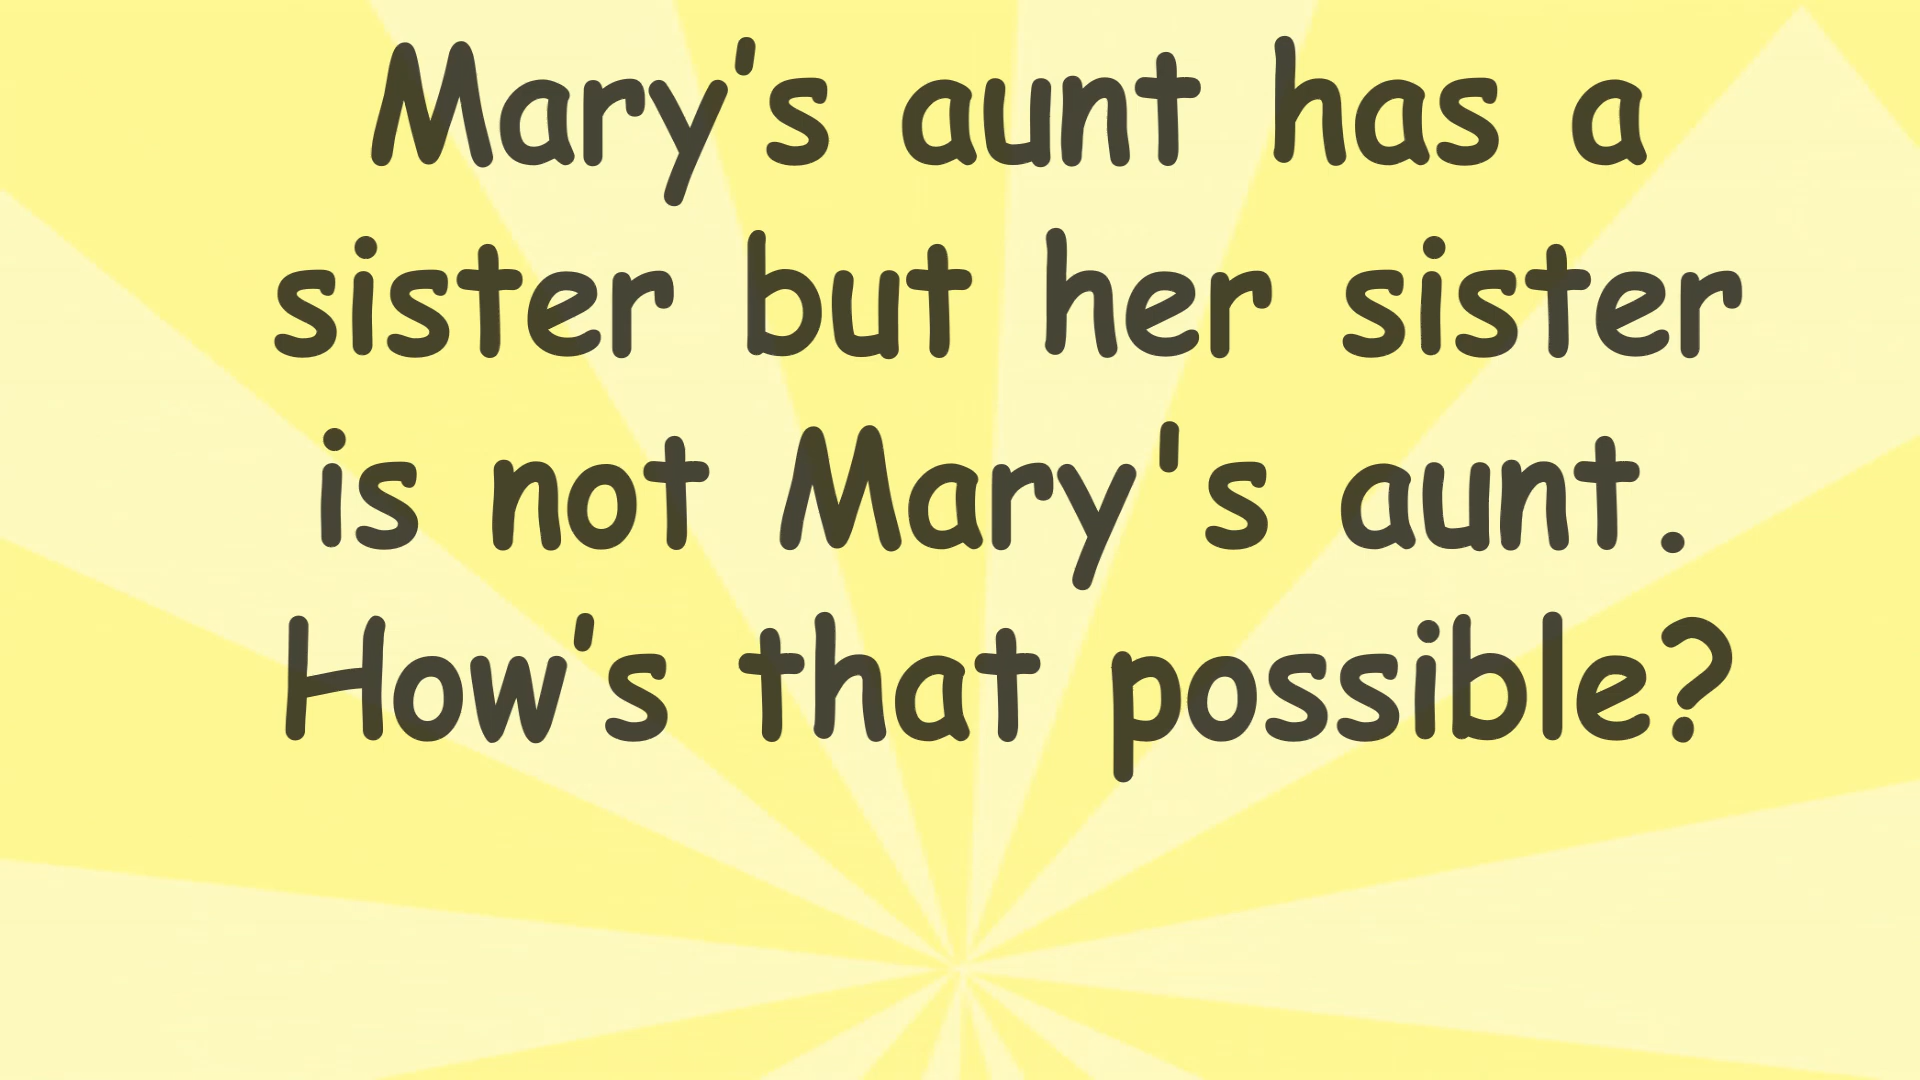 Mary's aunt has a
sister but her sister
is not Mary's aunt.
How's that possible?